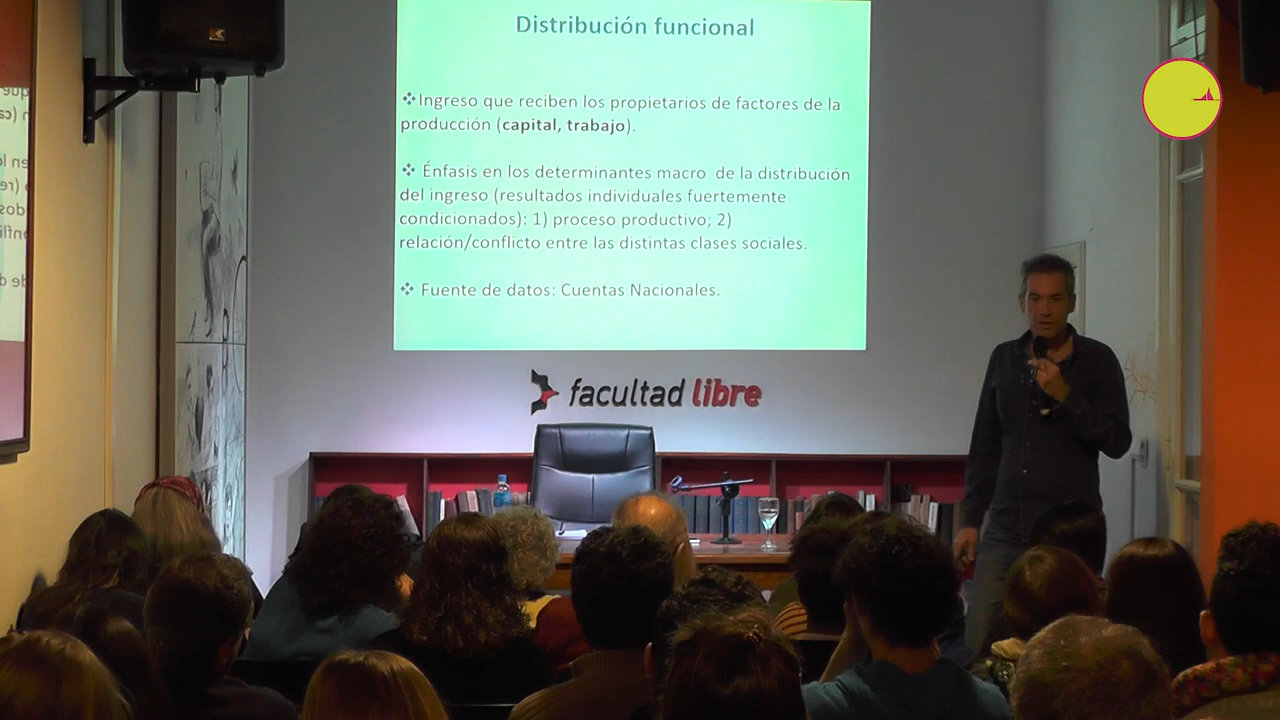 Distribución funcional
❖Ingreso que reciben los propietarios de factores de la
producción (capital, trabajo).
❖ Énfasis en los determinantes macro de la distribución
del ingreso (resultados individuales fuertemente
condicionados): 1) proceso productivo; 2)
relación/conflicto entre las distintas clases sociales.
❖ Fuente de datos: Cuentas Nacionales.
facultad libre